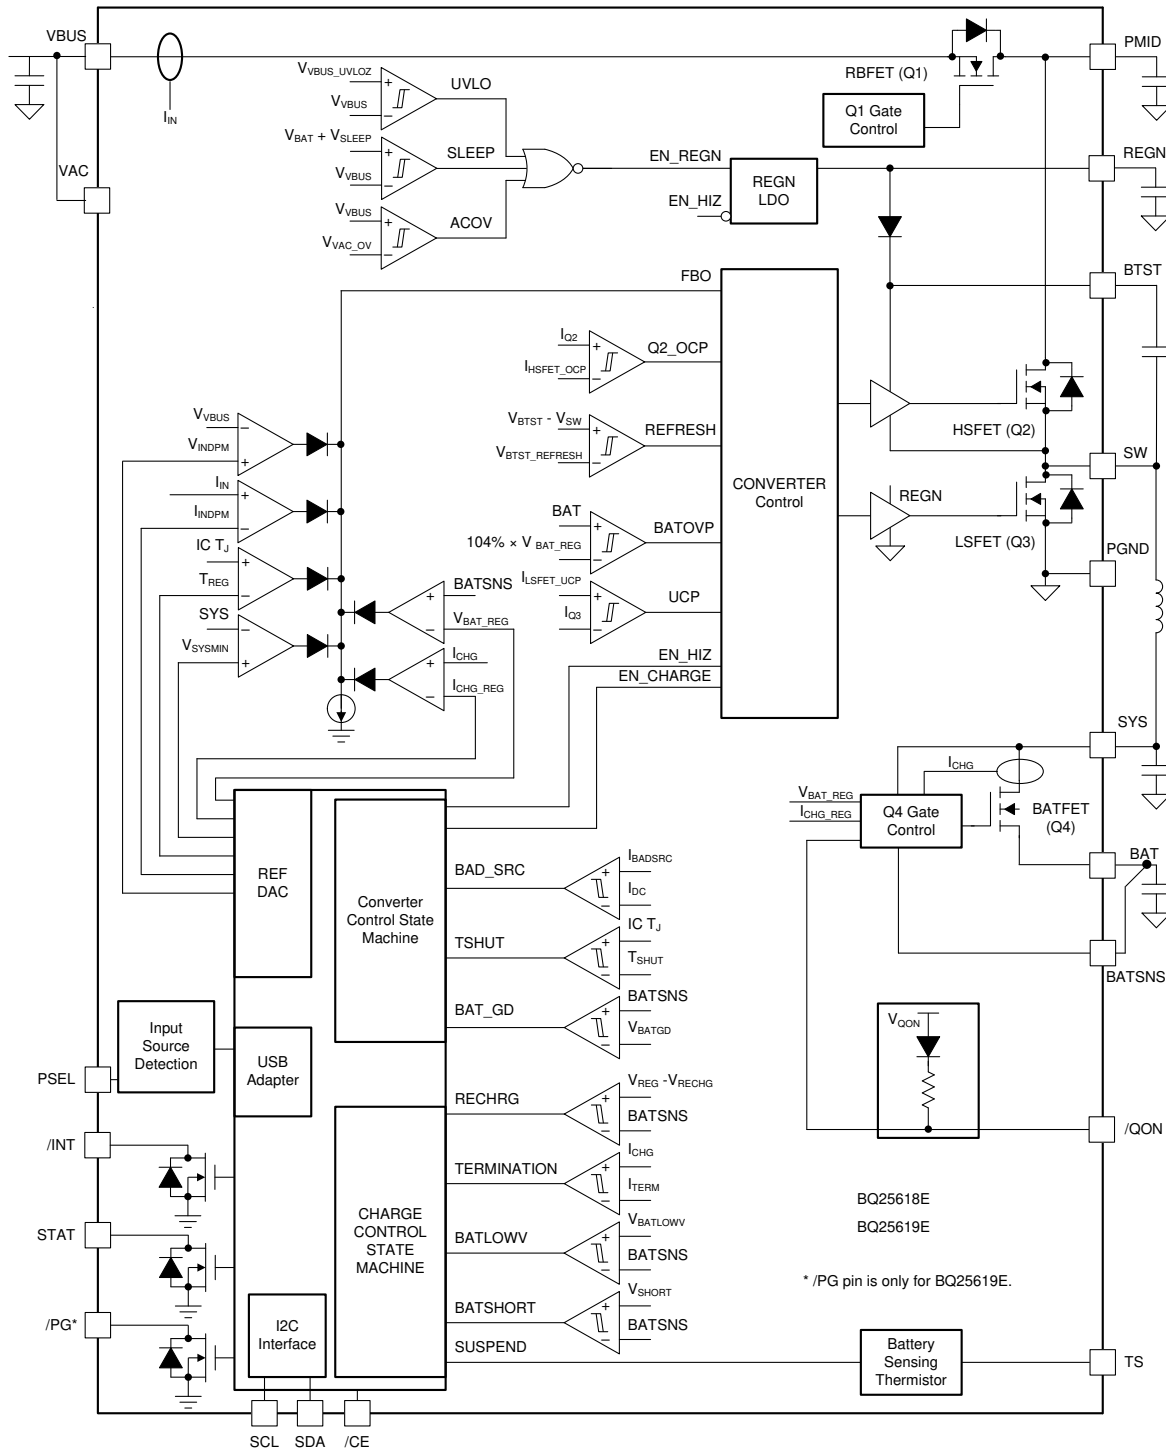 VBUS
PMID
RBFET (Q1)
VVBUS_UVLOZ
UVLO
VVBUS
IIN
Q1 Gate
Control
VBAT + VSLEEP
SLEEP
VVBUS
EN_REGN
REGN
VAC
REGN
LDO
EN_HIZ
VVBUS
ACOV
VVAC_OV
FBO
BTST
IQ2
Q2_OCP
IHSFET_OCP
VVBUS
VINDPM
VBTST - VSW
REFRESH
VBTST_REFRESH
HSFET (Q2)
SW
CONVERTER
Control
IIN
IINDPM
REGN
BAT
BATOVP
104% × V BAT_REG
LSFET (Q3)
PGND
IC TJ
TREG
BATSNS
ILSFET_UCP
UCP
IQ3
SYS
VSYSMIN
VBAT_REG
ICHG
ICHG_REG
EN_HIZ
EN_CHARGE
SYS
ICHG
VBAT_REG
ICHG_REG
Q4 Gate
Control
BATFET
(Q4)
BAT
REF
DAC
Converter
Control State
Machine
BAD_SRC
IBADSRC
IDC
TSHUT
IC TJ
TSHUT
BATSNS
BAT_GD
BATSNS
VBATGD
VQON
Input
Source
Detection
USB
Adapter
PSEL
/INT
RECHRG
VREG -VRECHG
BATSNS
/QON
TERMINATION
ICHG
ITERM
BQ25618E
BQ25619E
STAT
CHARGE
CONTROL
STATE
MACHINE
BATLOWV
VBATLOWV
BATSNS
* /PG pin is only for BQ25619E.
/PG*
I2C
Interface
BATSHORT
VSHORT
BATSNS
SUSPEND
Battery
Sensing
Thermistor
TS
SCL
SDA
/CE